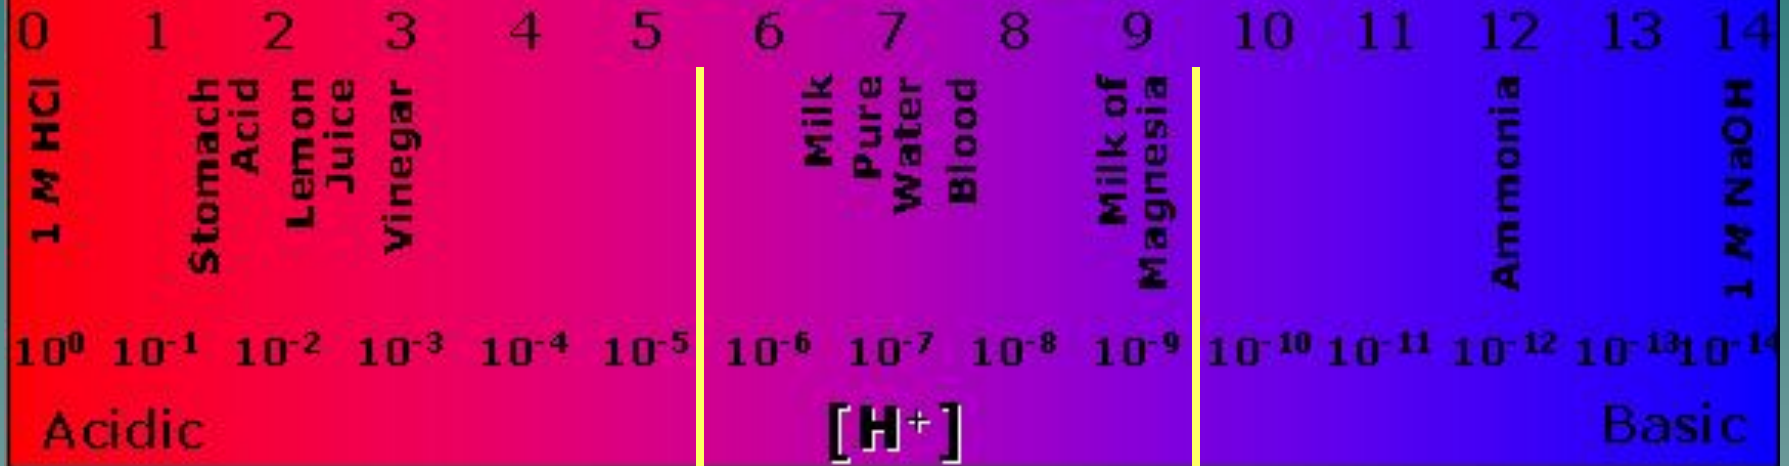 0 1 2 3 4 5 6 7 8 9 10 11 12 13 14
1 M HCl
Stomach
Acid
Lemon
Juice
Vinegar
Milk
Pure
Water
Blood
Milk of
Magnesia
Ammonia
1 M NaOH
10⁰ 10⁻¹ 10⁻² 10⁻³ 10⁻⁴ 10⁻⁵ 10⁻⁶ 10⁻⁷ 10⁻⁸ 10⁻⁹ 10⁻¹⁰ 10⁻¹¹ 10⁻¹² 10⁻¹³ 10⁻¹⁴
Acidic [H⁺] Basic